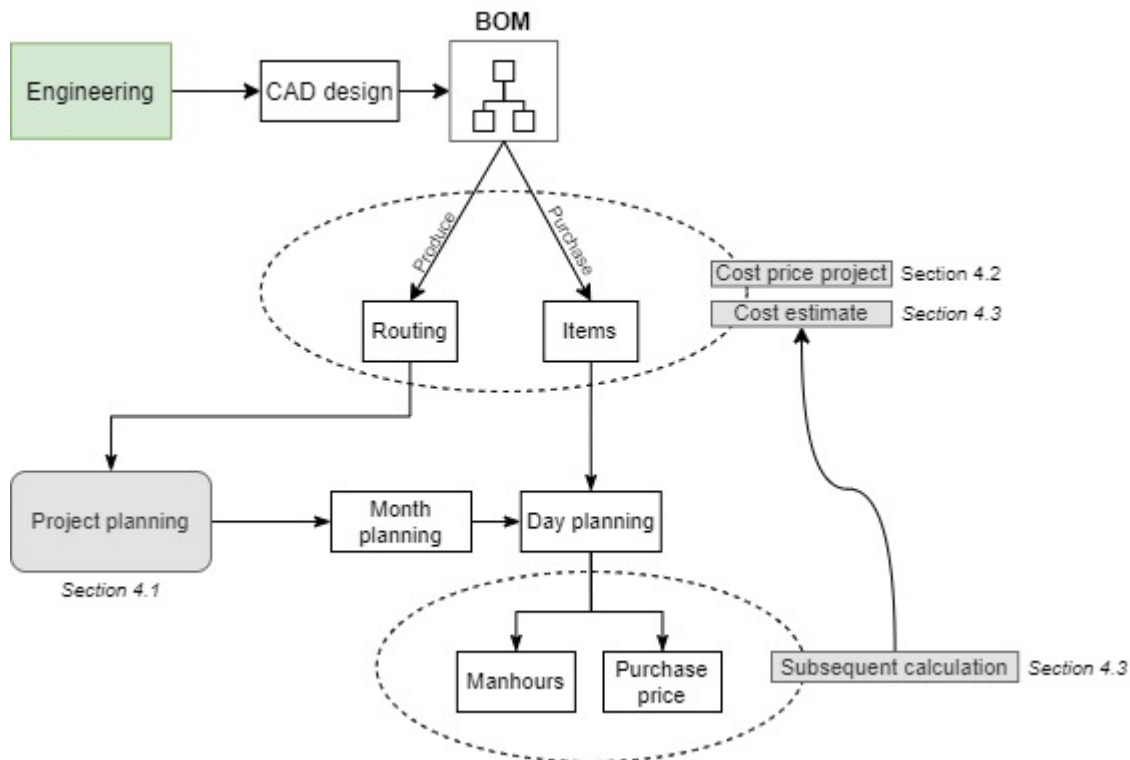 BOM
Engineering
CAD design
Produce
Purchase
Cost price project
Section 4.2
Routing
Items
Cost estimate
Section 4.3
Project planning
Month
planning
Day planning
Section 4.1
Manhours
Purchase
price
Subsequent calculation
Section 4.3